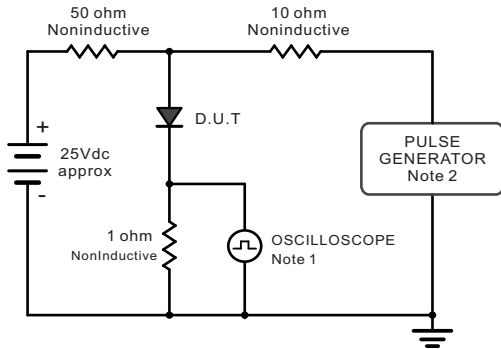 50 ohm
Noninductive
10 ohm
Noninductive
D.U.T
+
25Vdc
approx
-
PULSE
GENERATOR
Note 2
1 ohm
NonInductive
OSCILLOSCOPE
Note 1